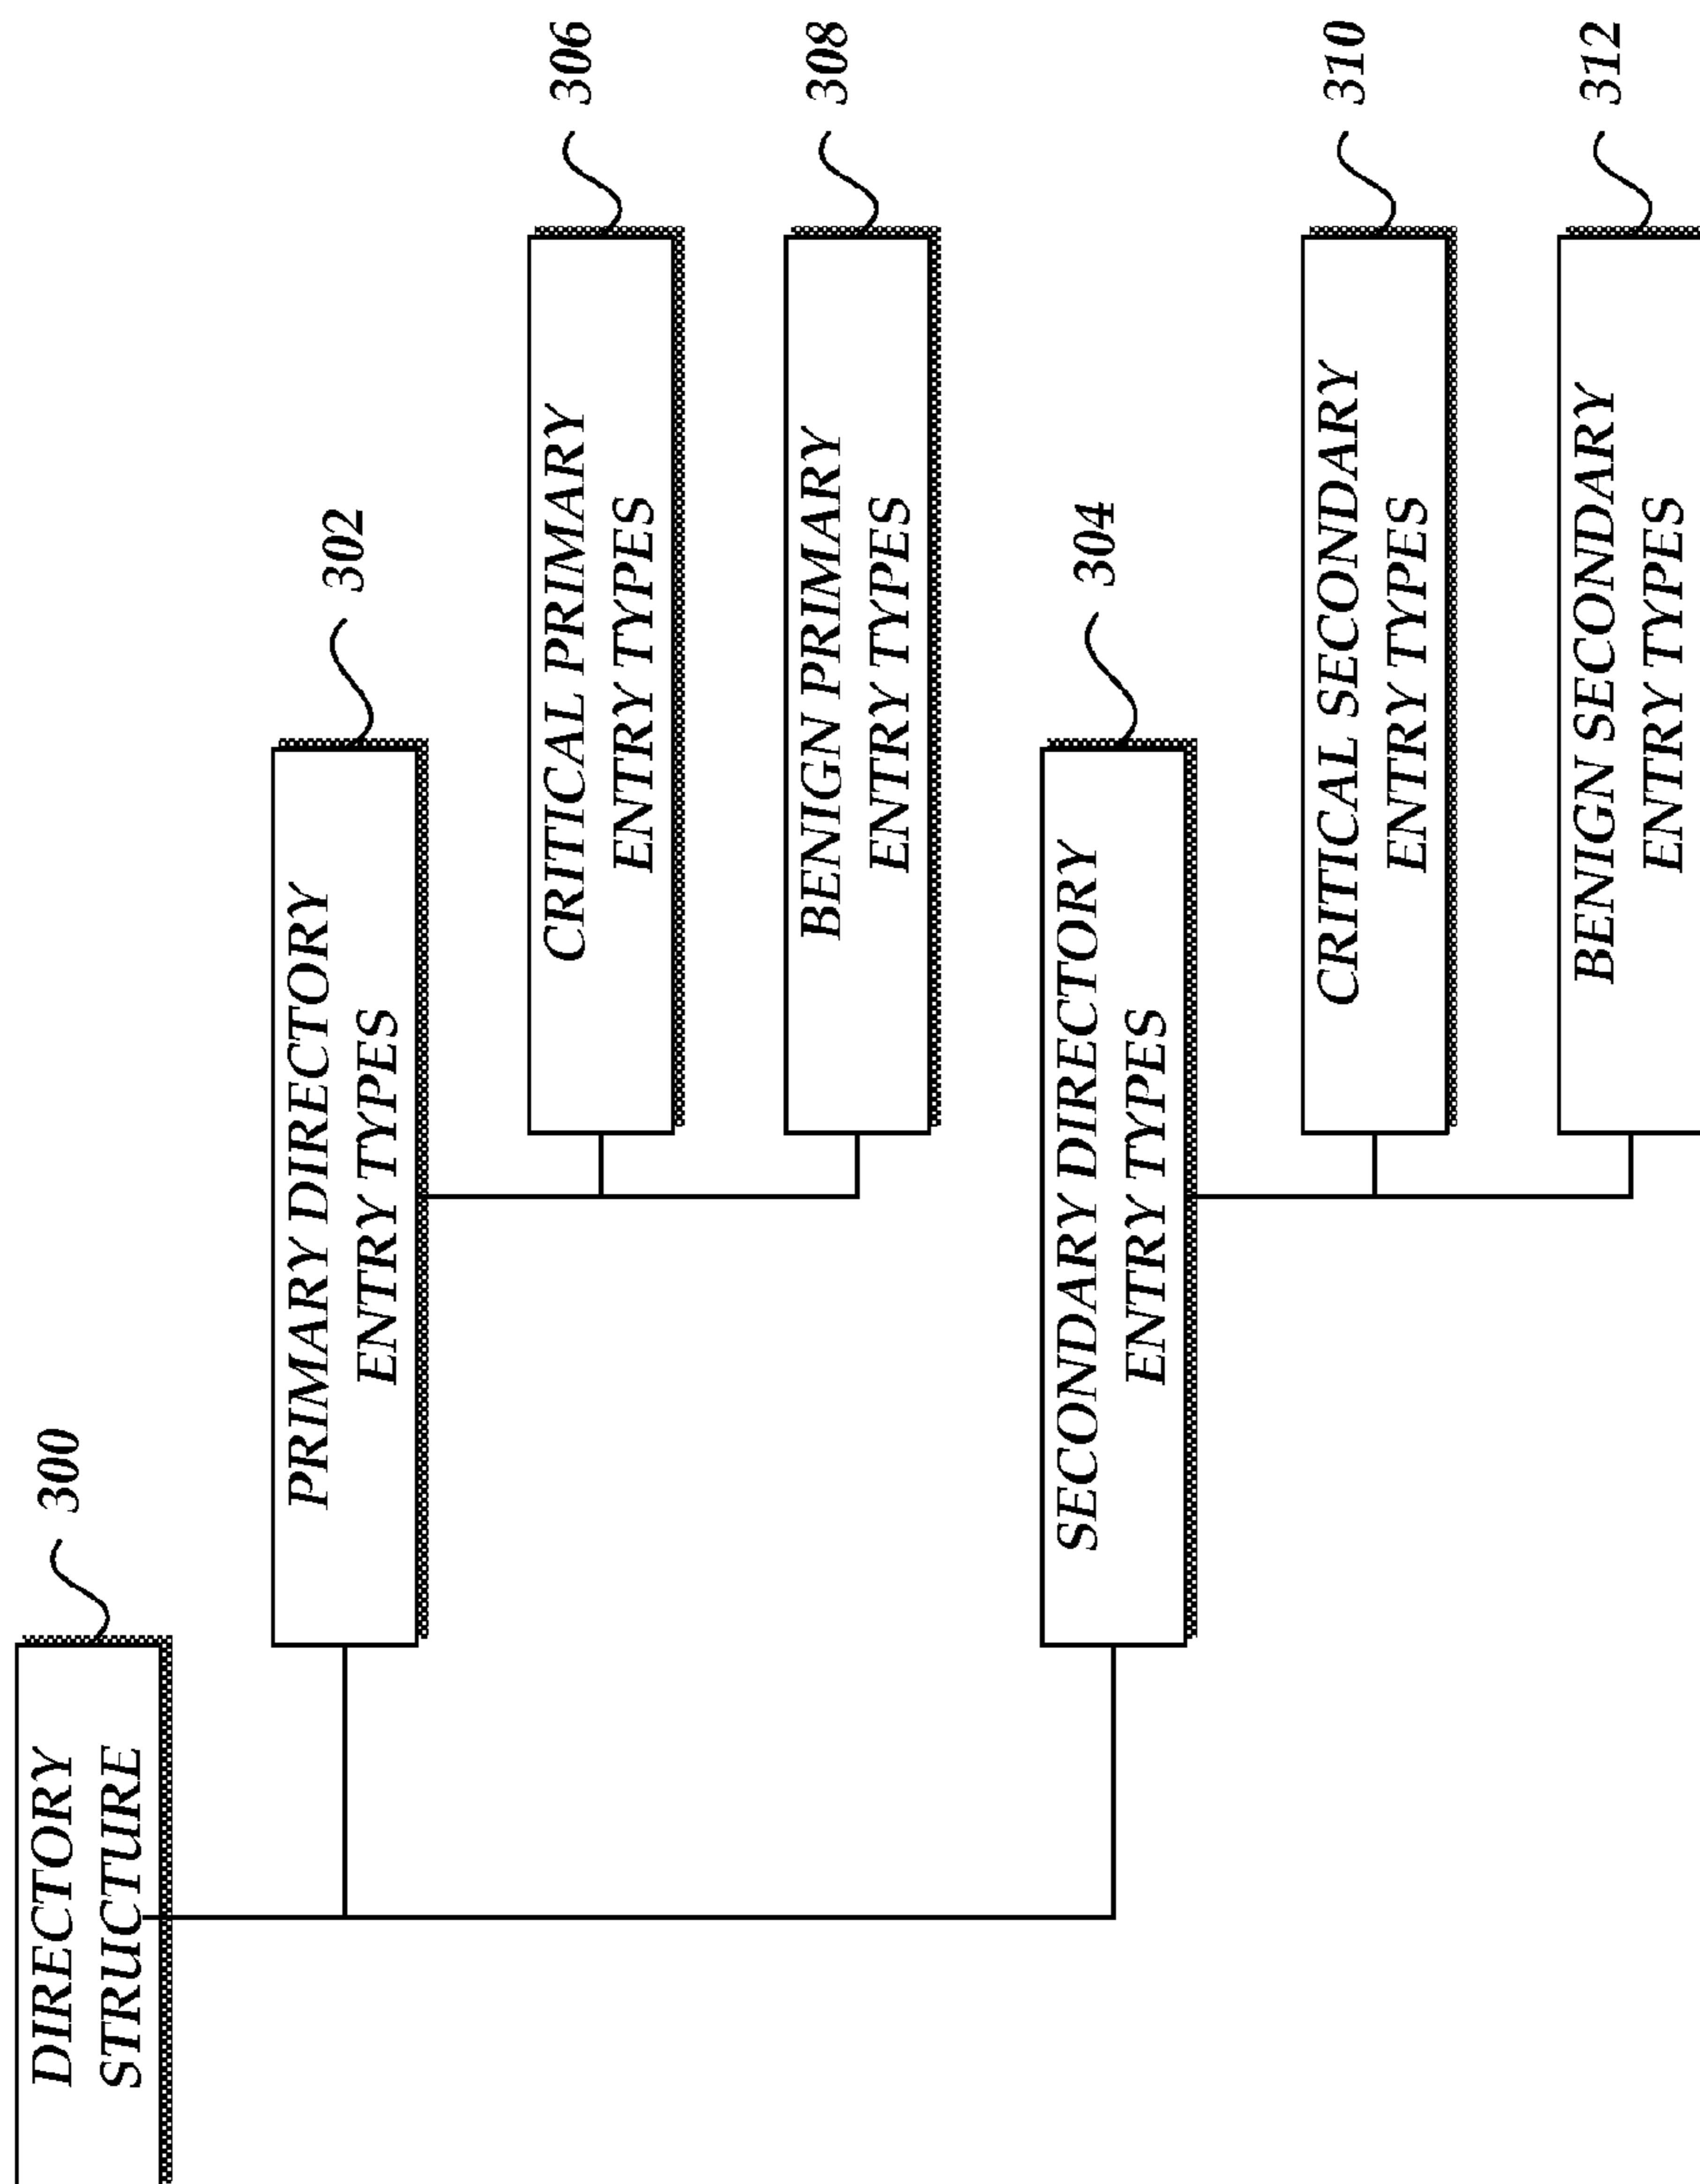 DIRECTORY
STRUCTURE
300
PRIMARY DIRECTORY
ENTRY TYPES
302
CRITICAL PRIMARY
ENTRY TYPES
306
BENIGN PRIMARY
ENTRY TYPES
308
SECONDARY DIRECTORY
ENTRY TYPES
304
CRITICAL SECONDARY
ENTRY TYPES
310
BENIGN SECONDARY
ENTRY TYPES
312